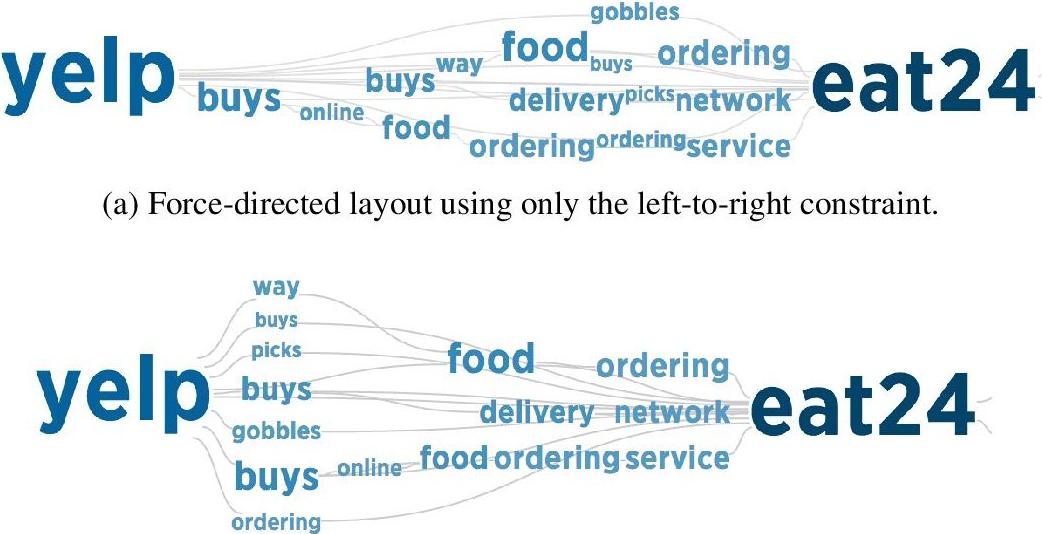 gobbles
yelp buys online buys way food food buys ordering eat24
delivery picks network
ordering ordering service
(a) Force-directed layout using only the left-to-right constraint.
way
buys
picks
yelp buys food ordering eat24
gobbles delivery network
buys online food ordering service
ordering